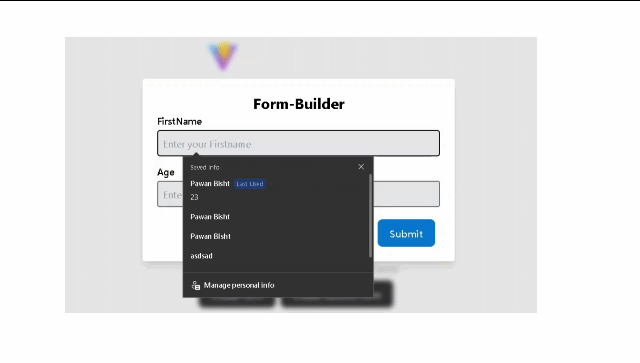 Form-Builder
FirstName
Enter your Firstname
Saved info
Pawan Bisht Last Used
23
Pawan Bisht
Pawan Bisht
asdsad
Manage personal info
Age
Ente
Submit